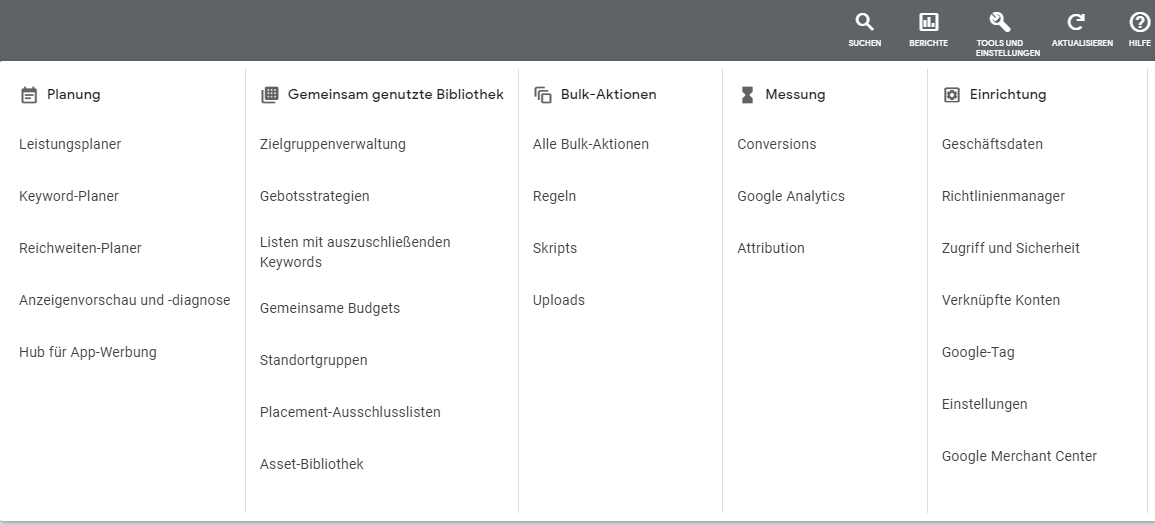 SUCHEN
BERICHTE
TOOLS UND
EINSTELLUNGEN
AKTUALISIEREN
HILFE
Planung
Leistungsplaner
Keyword-Planer
Reichweiten-Planer
Anzeigenvorschau und -diagnose
Hub für App-Werbung
Gemeinsam genutzte Bibliothek
Zielgruppenverwaltung
Gebotsstrategien
Listen mit auszuschließenden
Keywords
Gemeinsame Budgets
Standortgruppen
Placement-Ausschlusslisten
Asset-Bibliothek
Bulk-Aktionen
Alle Bulk-Aktionen
Regeln
Skripts
Uploads
Messung
Conversions
Google Analytics
Attribution
Einrichtung
Geschäftsdaten
Richtlinienmanager
Zugriff und Sicherheit
Verknüpfte Konten
Google-Tag
Einstellungen
Google Merchant Center